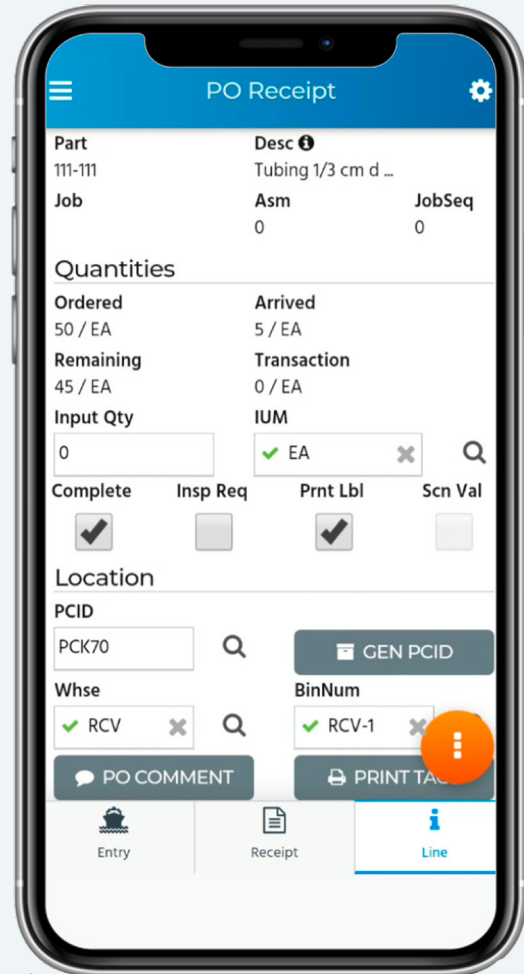 PO Receipt
Part Desc
111-111 Tubing 1/3 cm d ...
Job Asm JobSeq
0 0
Quantities
Ordered Arrived
50 / EA 5 / EA
Remaining Transaction
45 / EA 0 / EA
Input Qty IUM
0 EA
Complete Insp Req Prnt Lbl Scn Val
Location
PCID
PCK70 GEN PCID
Whse BinNum
RCV RCV-1
PO COMMENT PRINT
Entry Receipt Line